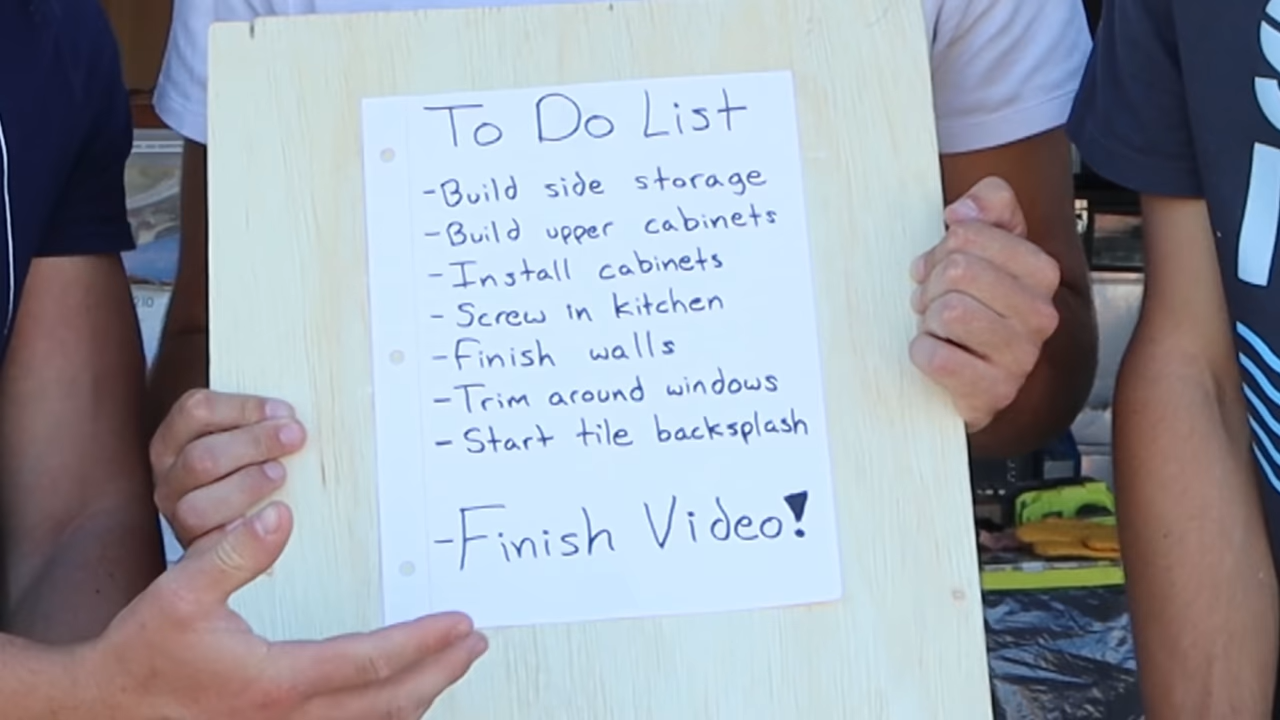 To Do List
-Build side storage
-Build upper cabinets
-Install cabinets
-Screw in kitchen
-Finish walls
-Trim around windows
-Start tile backsplash
-Finish Video!